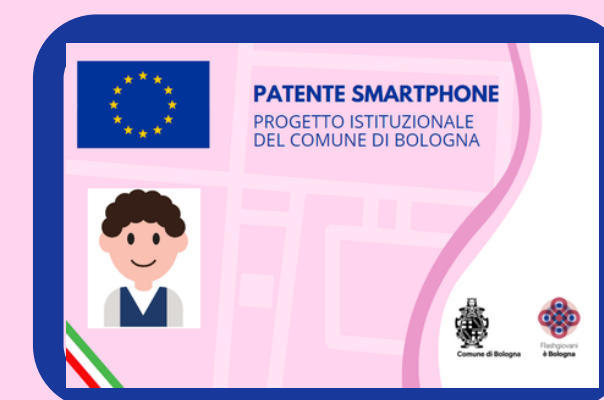 PATENTE SMARTPHONE
PROGETTO ISTITUZIONALE
DEL COMUNE DI BOLOGNA
Comune di Bologna
Flashgiovani
è Bologna